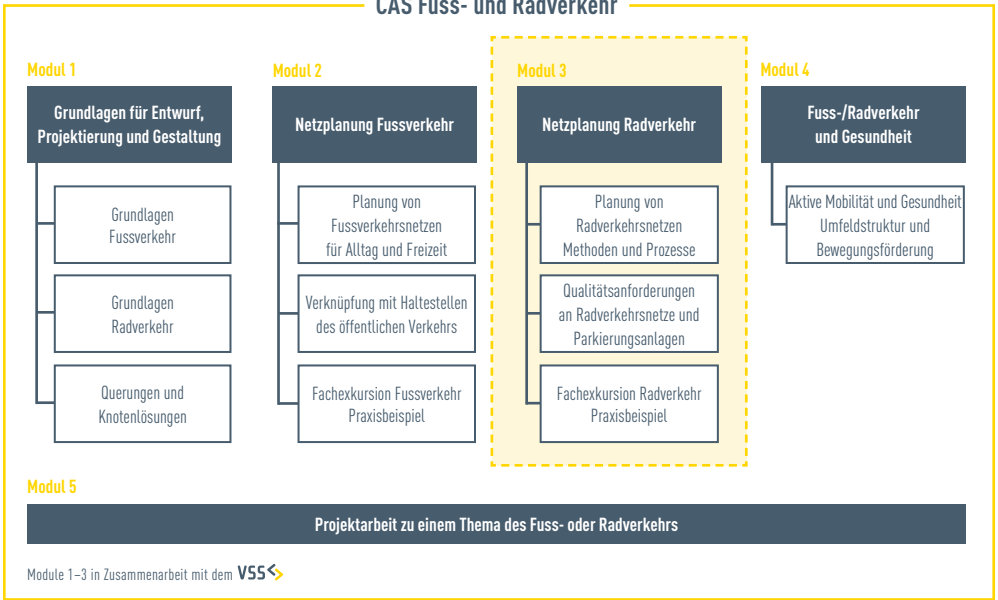 CAS Fuss- und Radverkehr
Modul 1
Grundlagen für Entwurf,
Projektierung und Gestaltung
Grundlagen
Fussverkehr
Grundlagen
Radverkehr
Querungen und
Knotenlösungen
Modul 2
Netzplanung Fussverkehr
Planung von
Fussverkehrsnetzen
für Alltag und Freizeit
Verknüpfung mit Haltestellen
des öffentlichen Verkehrs
Fachexkursion Fussverkehr
Praxisbeispiel
Modul 3
Netzplanung Radverkehr
Planung von
Radverkehrsnetzen
Methoden und Prozesse
Qualitätsanforderungen
an Radverkehrsnetze und
Parkierungsanlagen
Fachexkursion Radverkehr
Praxisbeispiel
Modul 4
Fuss-/Radverkehr
und Gesundheit
Aktive Mobilität und Gesundheit
Umfeldstruktur und
Bewegungsförderung
Modul 5
Projektarbeit zu einem Thema des Fuss- oder Radverkehrs
Module 1–3 in Zusammenarbeit mit dem VSS